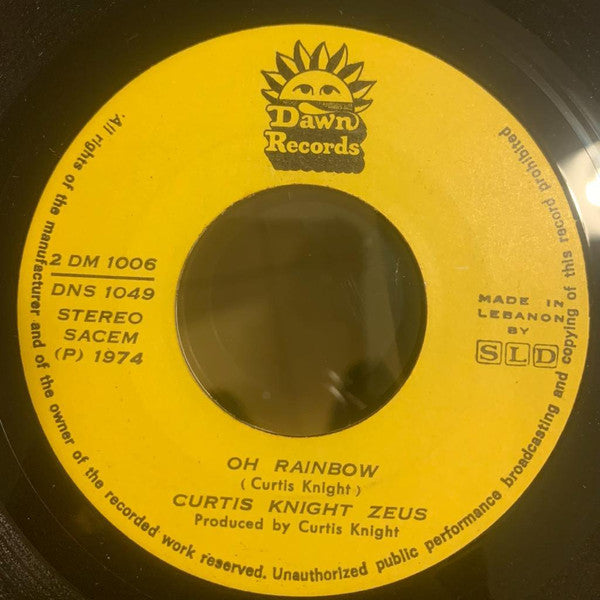 Dawn
Records
2 DM 1006
DNS 1049
STEREO
SACEM
(P) 1974
MADE IN
LEBANON
BY
SLD
OH RAINBOW
( Curtis Knight )
CURTIS KNIGHT ZEUS
Produced by Curtis Knight
All rights of the manufacturer and of the owner of the recorded work reserved. Unauthorized public performance broadcasting and copying of this record prohibited